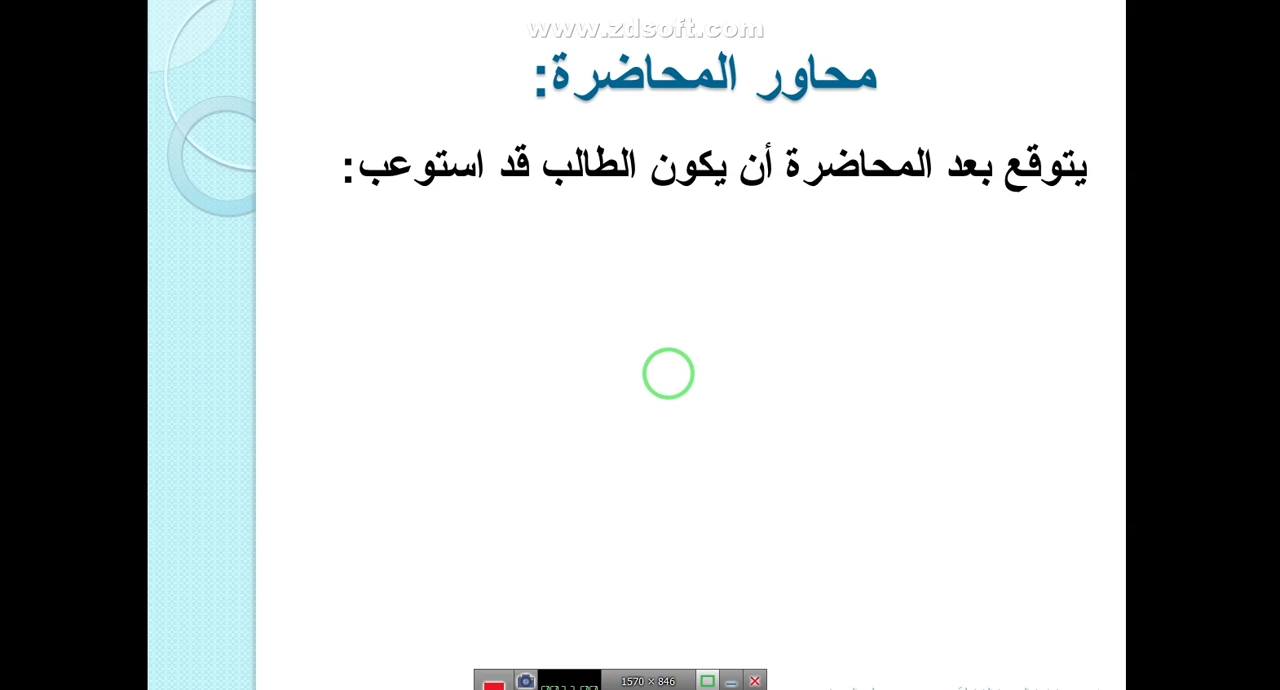 www.zdsoft.com
محاور المحاضرة:
يتوقع بعد المحاضرة أن يكون الطالب قد استوعب:
1570 × 846